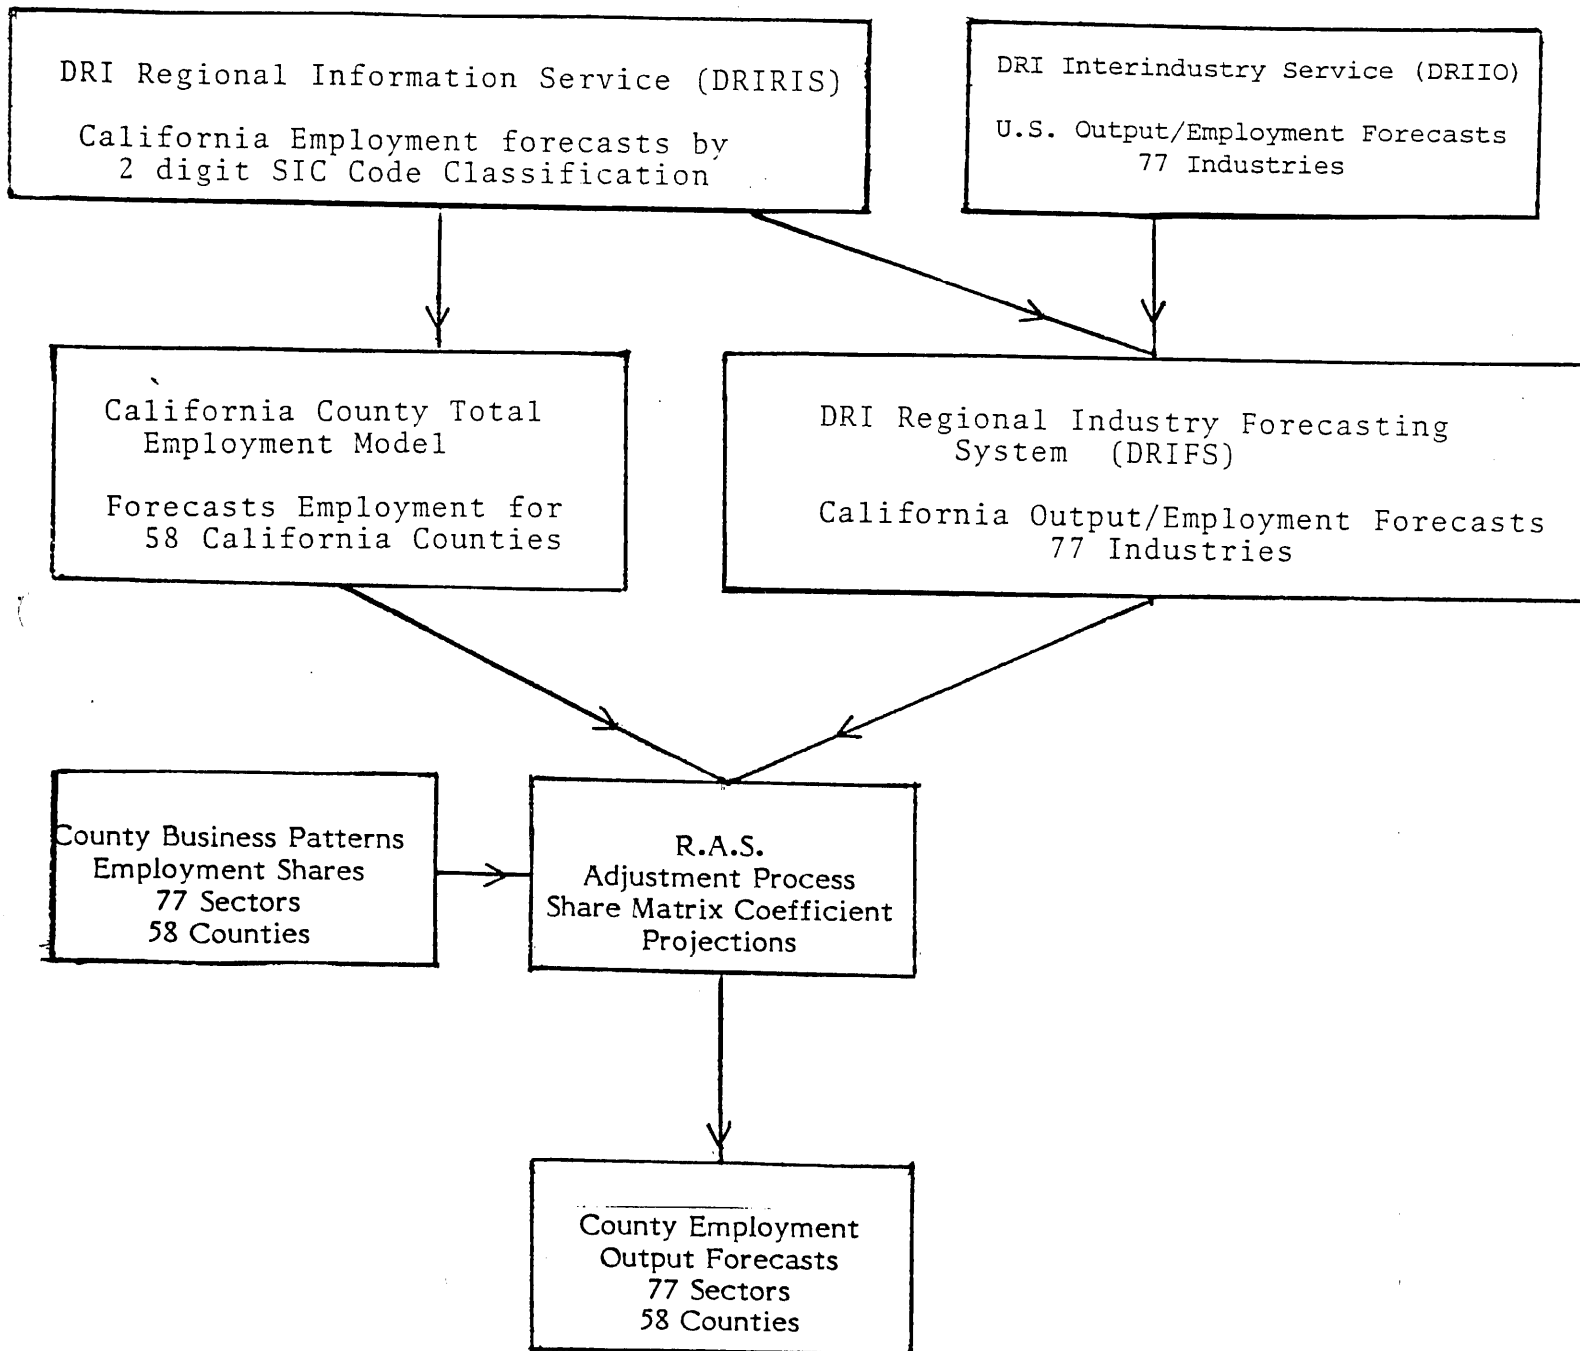 DRI Regional Information Service (DRIRIS)
California Employment forecasts by
2 digit SIC Code Classification
DRI Interindustry Service (DRIIO)
U.S. Output/Employment Forecasts
77 Industries
California County Total
Employment Model
Forecasts Employment for
58 California Counties
DRI Regional Industry Forecasting
System (DRIFS)
California Output/Employment Forecasts
77 Industries
County Business Patterns
Employment Shares
77 Sectors
58 Counties
R.A.S.
Adjustment Process
Share Matrix Coefficient
Projections
County Employment
Output Forecasts
77 Sectors
58 Counties